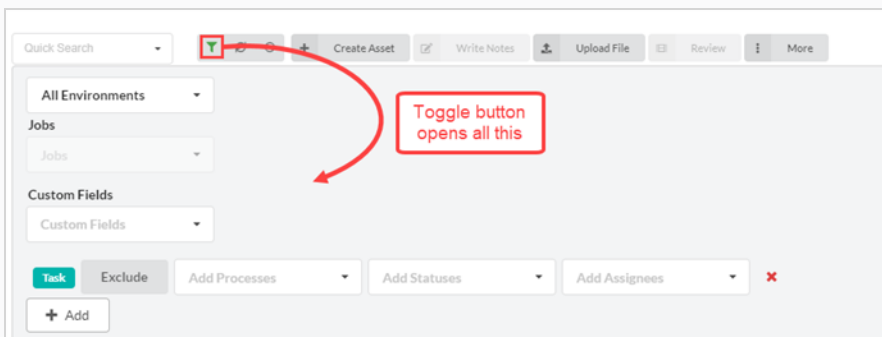 Quick Search
Create Asset
Write Notes
Upload File
Review
More
All Environments
Toggle button
opens all this
Jobs
Jobs
Custom Fields
Custom Fields
Task
Exclude
Add Processes
Add Statuses
Add Assignees
Add